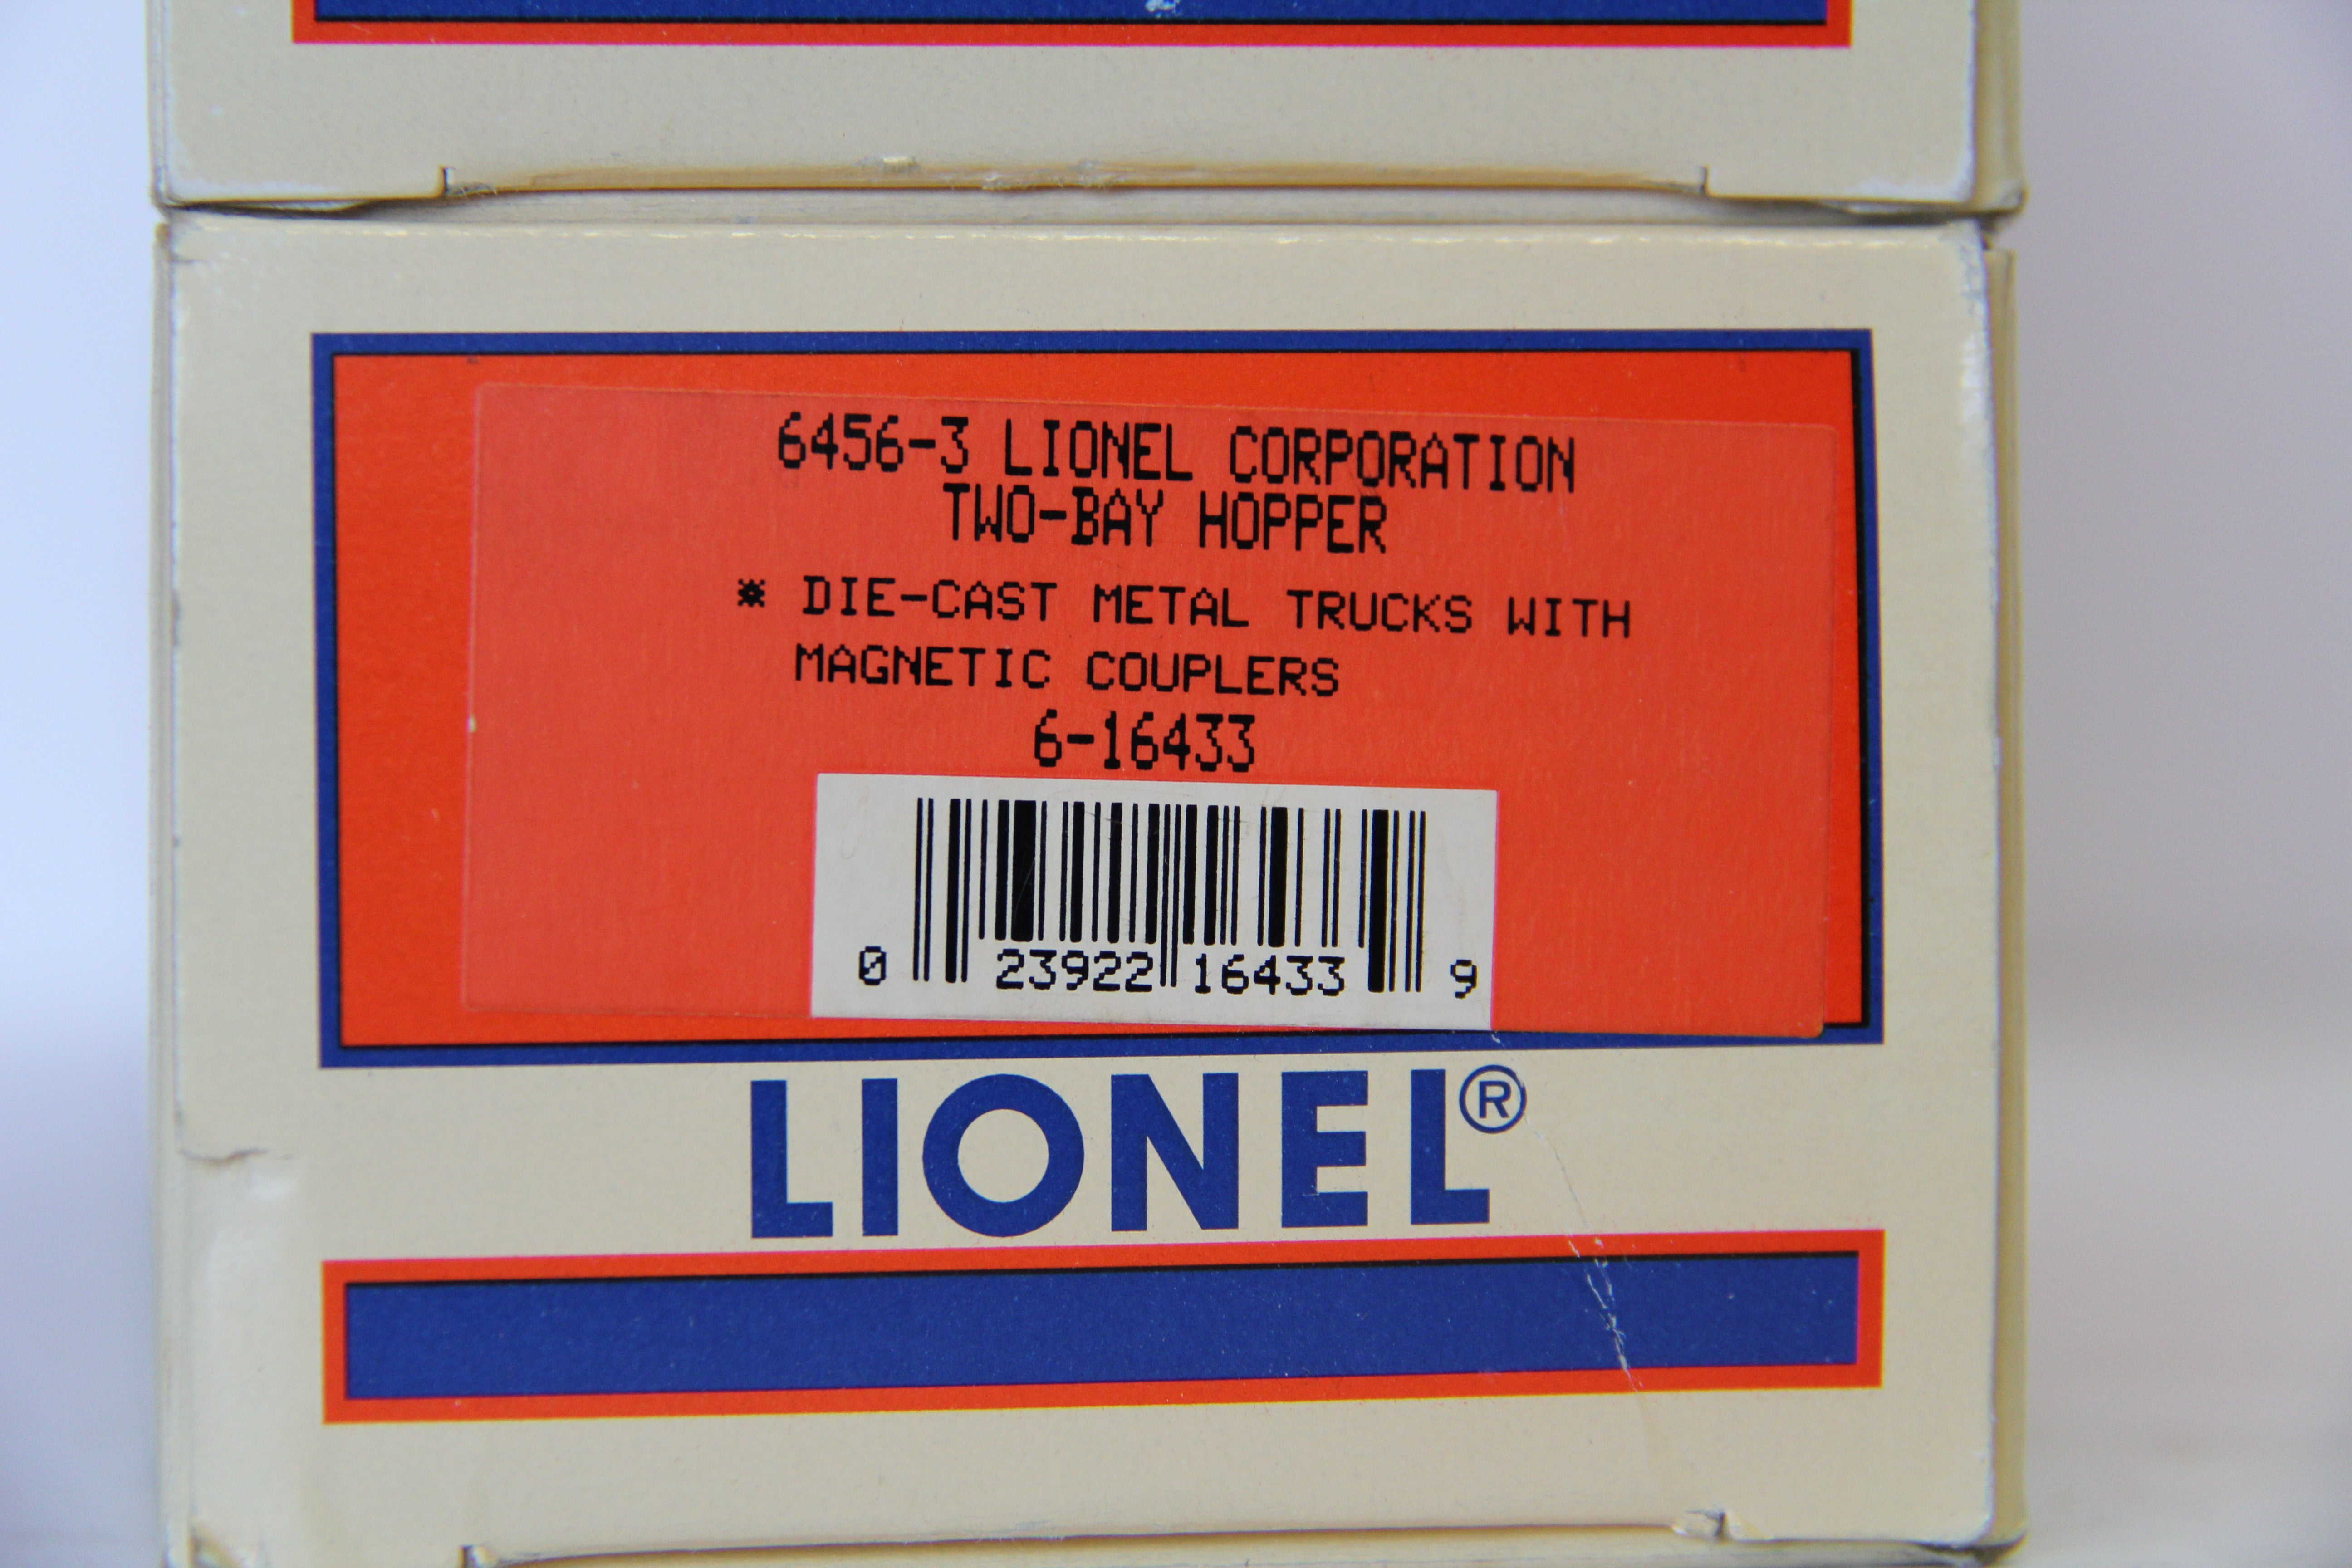 6456-3 LIONEL CORPORATION
TWO-BAY HOPPER
* DIE-CAST METAL TRUCKS WITH
MAGNETIC COUPLERS
6-16433
0 23922 16433 9
LIONEL®